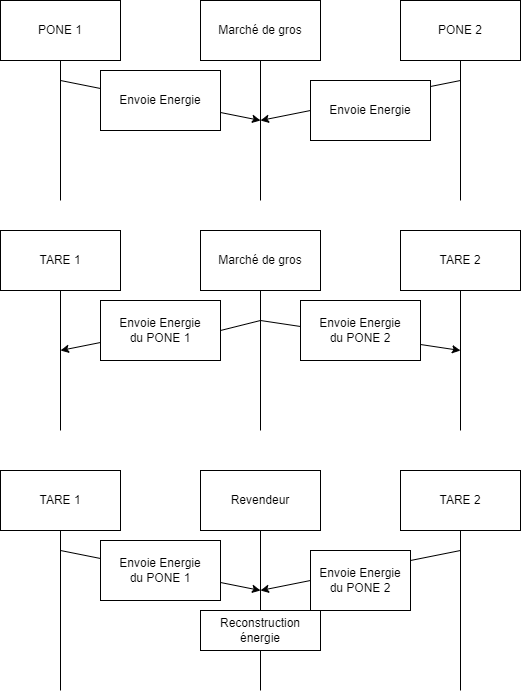 PONE 1
Marché de gros
PONE 2
Envoie Energie
Envoie Energie
TARE 1
Marché de gros
TARE 2
Envoie Energie
du PONE 1
Envoie Energie
du PONE 2
TARE 1
Revendeur
TARE 2
Envoie Energie
du PONE 1
Envoie Energie
du PONE 2
Reconstruction
énergie